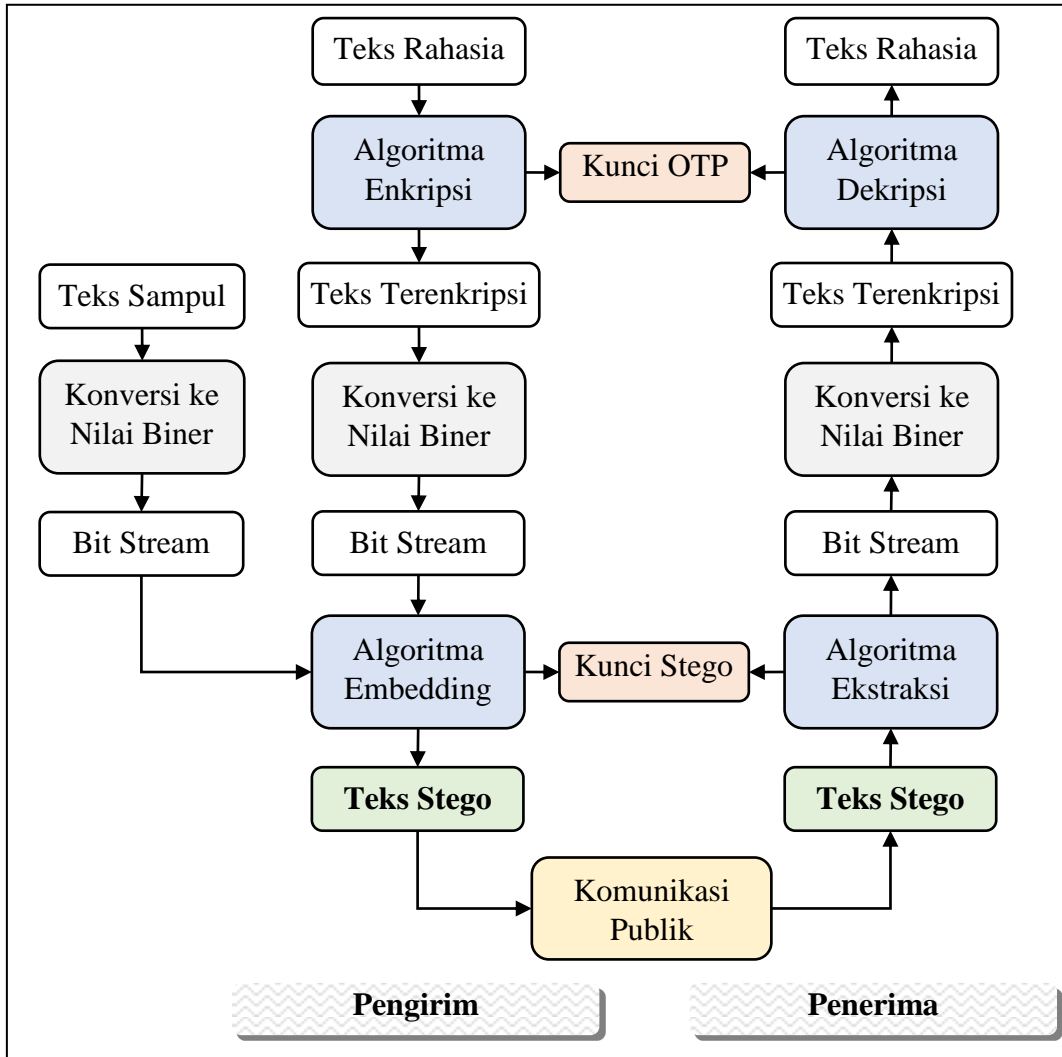 Teks Rahasia
Teks Rahasia
Algoritma
Enkripsi
Kunci OTP
Algoritma
Dekripsi
Teks Sampul
Teks Terenkripsi
Teks Terenkripsi
Konversi ke
Nilai Biner
Konversi ke
Nilai Biner
Konversi ke
Nilai Biner
Bit Stream
Bit Stream
Bit Stream
Algoritma
Embedding
Kunci Stego
Algoritma
Ekstraksi
Teks Stego
Teks Stego
Komunikasi
Publik
Pengirim
Penerima